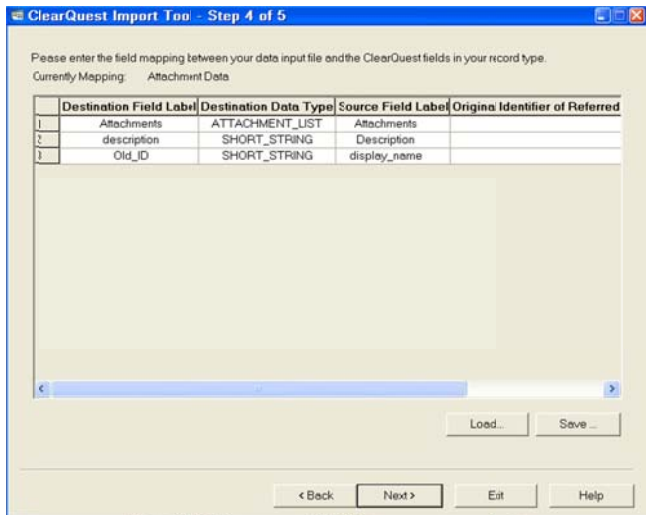 ClearQuest Import Tool - Step 4 of 5
Please enter the field mapping between your data input file and the ClearQuest fields in your record type.
Currently Mapping: Attachment Data
Destination Field Label Destination Data Type Source Field Label Original Identifier of Referred
1 Attachments ATTACHMENT_LIST Attachments
2 description SHORT_STRING Description
3 Old_ID SHORT_STRING display_name
Load... Save ...
< Back Next > Exit Help